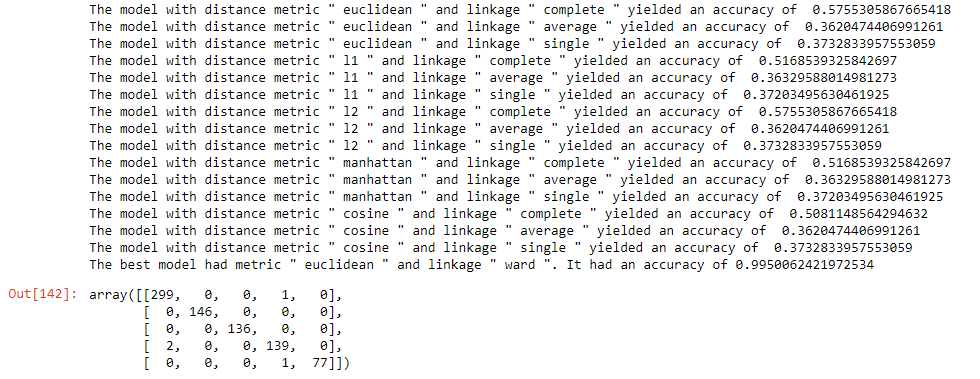 The model with distance metric " euclidean " and linkage " complete " yielded an accuracy of  0.5755305867665418
The model with distance metric " euclidean " and linkage " average " yielded an accuracy of  0.3620474406991261
The model with distance metric " euclidean " and linkage " single " yielded an accuracy of  0.3732833957553059
The model with distance metric " l1 " and linkage " complete " yielded an accuracy of  0.5168539325842697
The model with distance metric " l1 " and linkage " average " yielded an accuracy of  0.36329588014981273
The model with distance metric " l1 " and linkage " single " yielded an accuracy of  0.37203495630461925
The model with distance metric " l2 " and linkage " complete " yielded an accuracy of  0.5755305867665418
The model with distance metric " l2 " and linkage " average " yielded an accuracy of  0.3620474406991261
The model with distance metric " l2 " and linkage " single " yielded an accuracy of  0.3732833957553059
The model with distance metric " manhattan " and linkage " complete " yielded an accuracy of  0.5168539325842697
The model with distance metric " manhattan " and linkage " average " yielded an accuracy of  0.36329588014981273
The model with distance metric " manhattan " and linkage " single " yielded an accuracy of  0.37203495630461925
The model with distance metric " cosine " and linkage " complete " yielded an accuracy of  0.5081148564294632
The model with distance metric " cosine " and linkage " average " yielded an accuracy of  0.3620474406991261
The model with distance metric " cosine " and linkage " single " yielded an accuracy of  0.3732833957553059
The best model had metric " euclidean " and linkage " ward ". It had an accuracy of 0.9950062421972534
Out[142]: array([[299,   0,   0,   1,   0],
       [  0, 146,   0,   0,   0],
       [  0,   0, 136,   0,   0],
       [  2,   0,   0, 139,   0],
       [  0,   0,   0,   1,  77]])